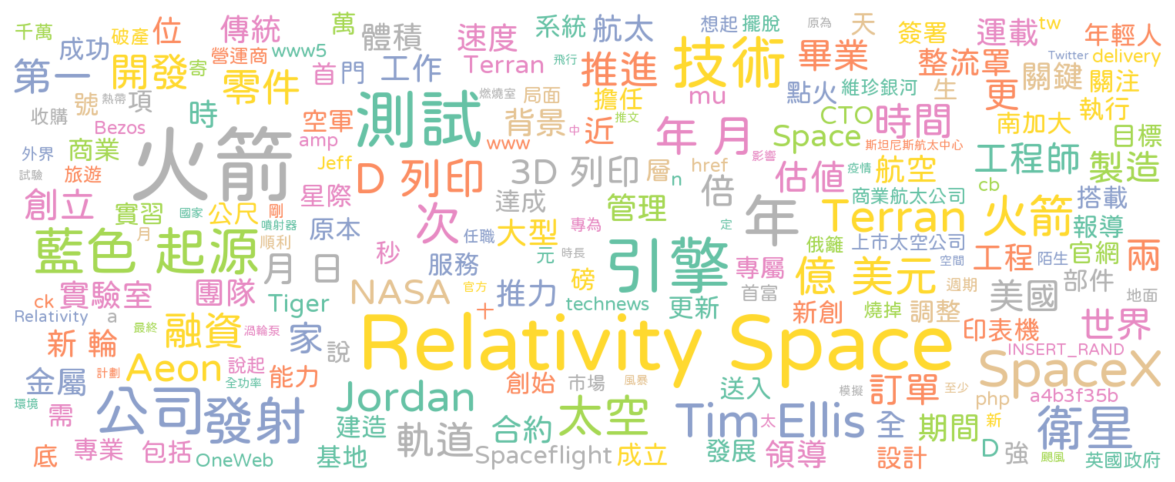 千萬 成功 破產 位 傳統 萬 體積 速度 系統 航太 想起 擺脫 原為 天 簽署 運載 tw 年輕人
第一 開發 營運商 寄 www5 首 門 工作 Terran 飛行 推進 技術 畢業 整流罩 Twitter 更 關鍵 delivery 關注
收購 號 熱帶 項 零件 時 空軍 測試 燃燒室 局面 背景 擔任 近 mu 點火 維珍銀河 生 CTO 時間 南加大 執行 目標
外界 商業 Bezos 火箭 amp Jeff www 中 推文 年 月 Space 影響 斯坦尼斯航太中心 工程師 製造
試驗 旅遊 創立 實習 國家 公尺 剛 星際 D 列印 3D 列印 層 n href 倍 估值 疫情 航空 商業航太公司 cb 搭載
藍色 起源 月 噴射器 順利 原本 次 達成 大型 專為 管理 定 年 Terran 火箭 報導
月 日 秒 任職 服務 元 時長 磅 引擎 專屬 俄籬 上市太空公司 空間 工程 陌生 官網 兩
ck 實驗室 團隊 Tiger NASA 官方 推力 technews 更新 首富 億 美元 週期 美國 部件 地面
Relativity a 最終 渦輪泵 融資 家 說 十 Relativity Space 新創 燒掉 調整 印表機 世界
新 輪 計劃 說起 全功率 Aeon 能力 INSERT_RAND SpaceX
金屬 環境 需 公司 發射 Jordan 創始 市場 風暴 太空 送入 Tim Ellis 太 模擬 訂單 至少 php a4b3f35b 新
底 專業 包括 OneWeb 建造 基地 軌道 合約 Spaceflight 成立 發展 領導 全 設計 期間 D 強 颶風 衛星 英國政府